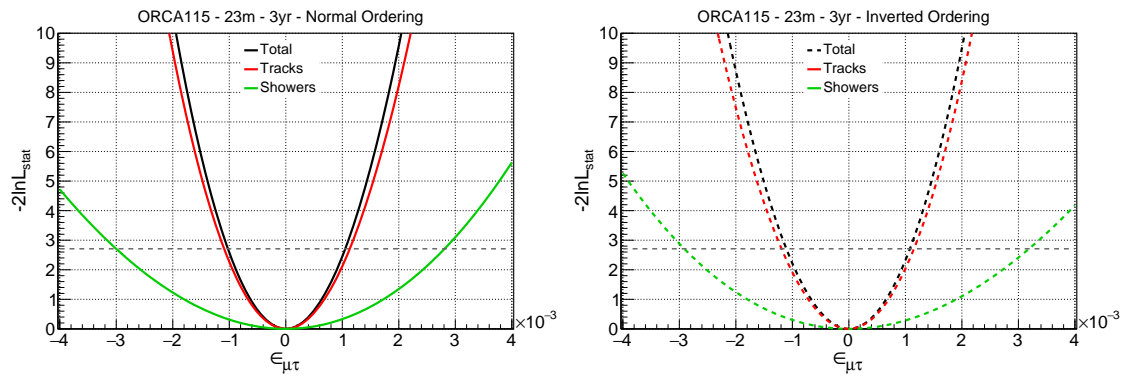 ORCA115 - 23m - 3yr - Normal Ordering
-2lnL_stat
10
9
8
7
6
5
4
3
2
1
0
Total
Tracks
Showers
−4 −3 −2 −1 0 1 2 3 4
×10⁻³
∈_μτ
ORCA115 - 23m - 3yr - Inverted Ordering
-2lnL_stat
10
9
8
7
6
5
4
3
2
1
0
Total
Tracks
Showers
−4 −3 −2 −1 0 1 2 3 4
×10⁻³
∈_μτ